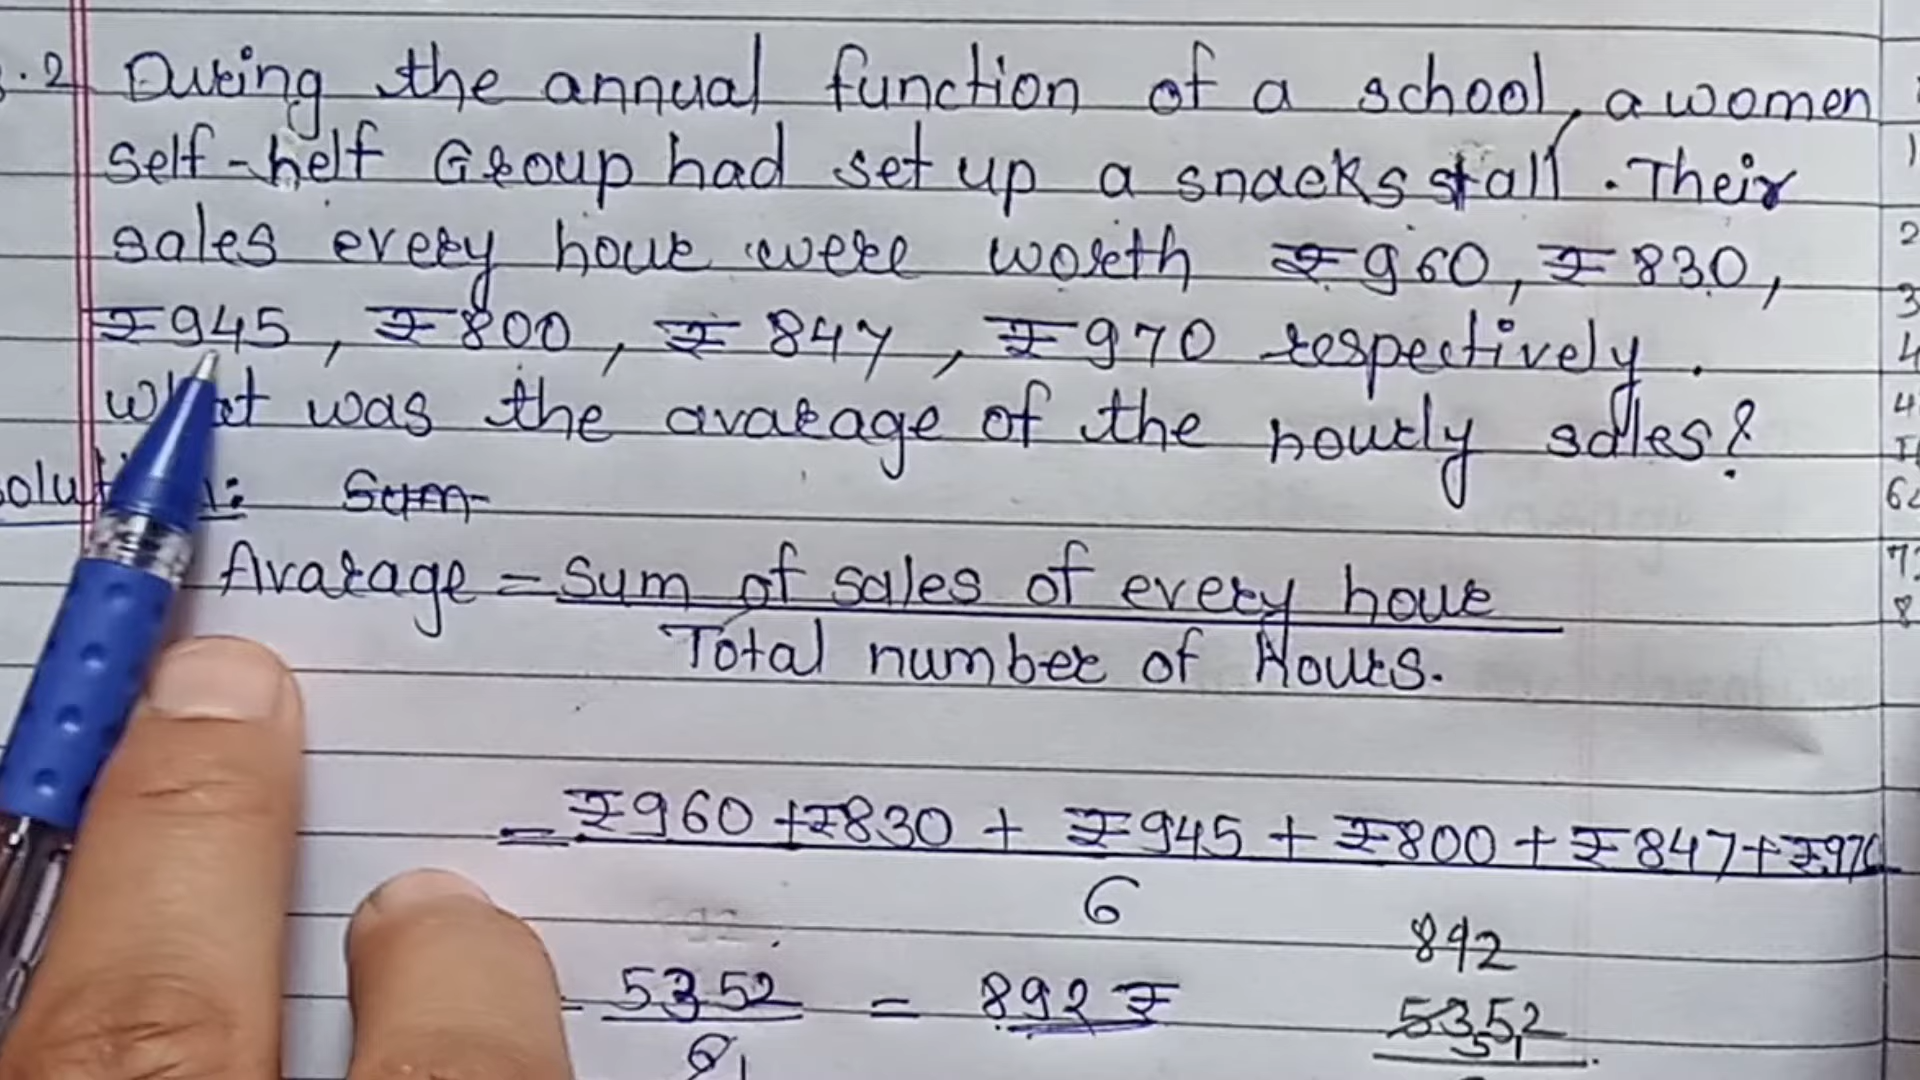 .2 During the annual function of a school, a women
self-helf Group had set up a snacks stall. Their
sales every hour were worth ₹960, ₹830,
₹945, ₹800, ₹847, ₹970 respectively.
What was the avarage of the hourly sales?
Sum
Avarage = Sum of sales of every hour
Total number of Hours.
= ₹960 + ₹830 + ₹945 + ₹800 + ₹847 + ₹970
6
892
= 5352 = 892 ₹
5352
6